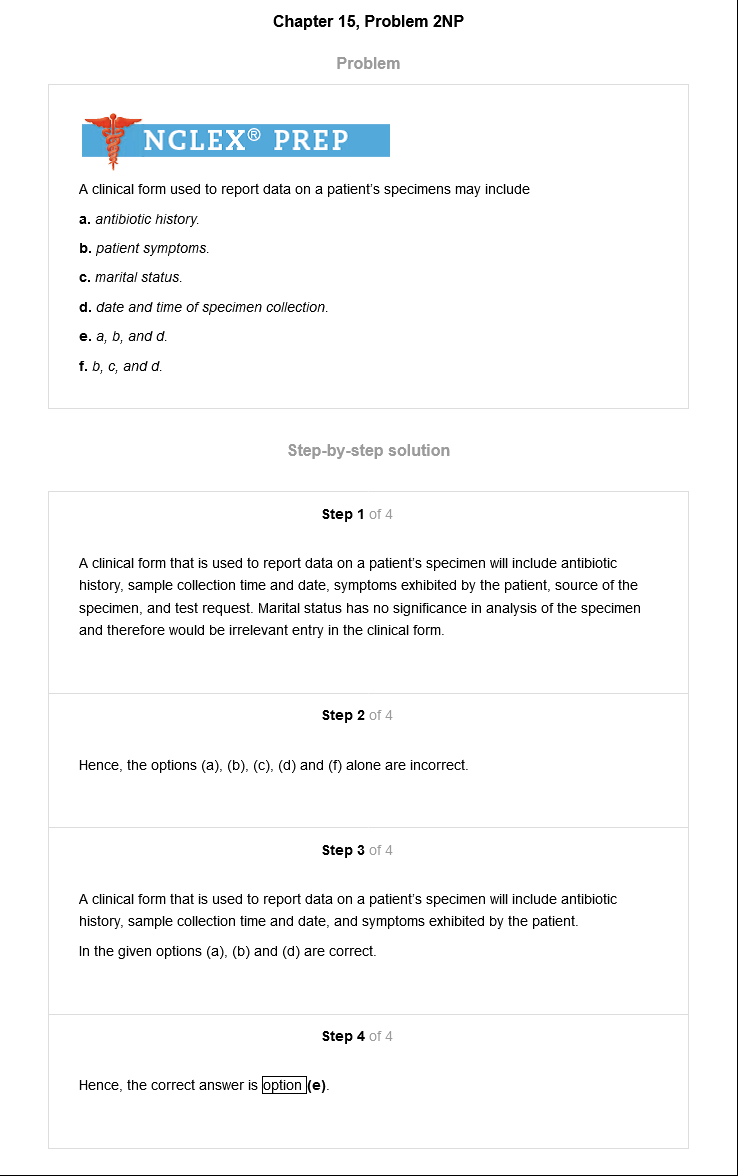 Chapter 15, Problem 2NP
Problem
NCLEX® PREP
A clinical form used to report data on a patient's specimens may include
a. antibiotic history.
b. patient symptoms.
c. marital status.
d. date and time of specimen collection.
e. a, b, and d.
f. b, c, and d.
Step-by-step solution
Step 1 of 4
A clinical form that is used to report data on a patient's specimen will include antibiotic
history, sample collection time and date, symptoms exhibited by the patient, source of the
specimen, and test request. Marital status has no significance in analysis of the specimen
and therefore would be irrelevant entry in the clinical form.
Step 2 of 4
Hence, the options (a), (b), (c), (d) and (f) alone are incorrect.
Step 3 of 4
A clinical form that is used to report data on a patient's specimen will include antibiotic
history, sample collection time and date, and symptoms exhibited by the patient.
In the given options (a), (b) and (d) are correct.
Step 4 of 4
Hence, the correct answer is option (e).